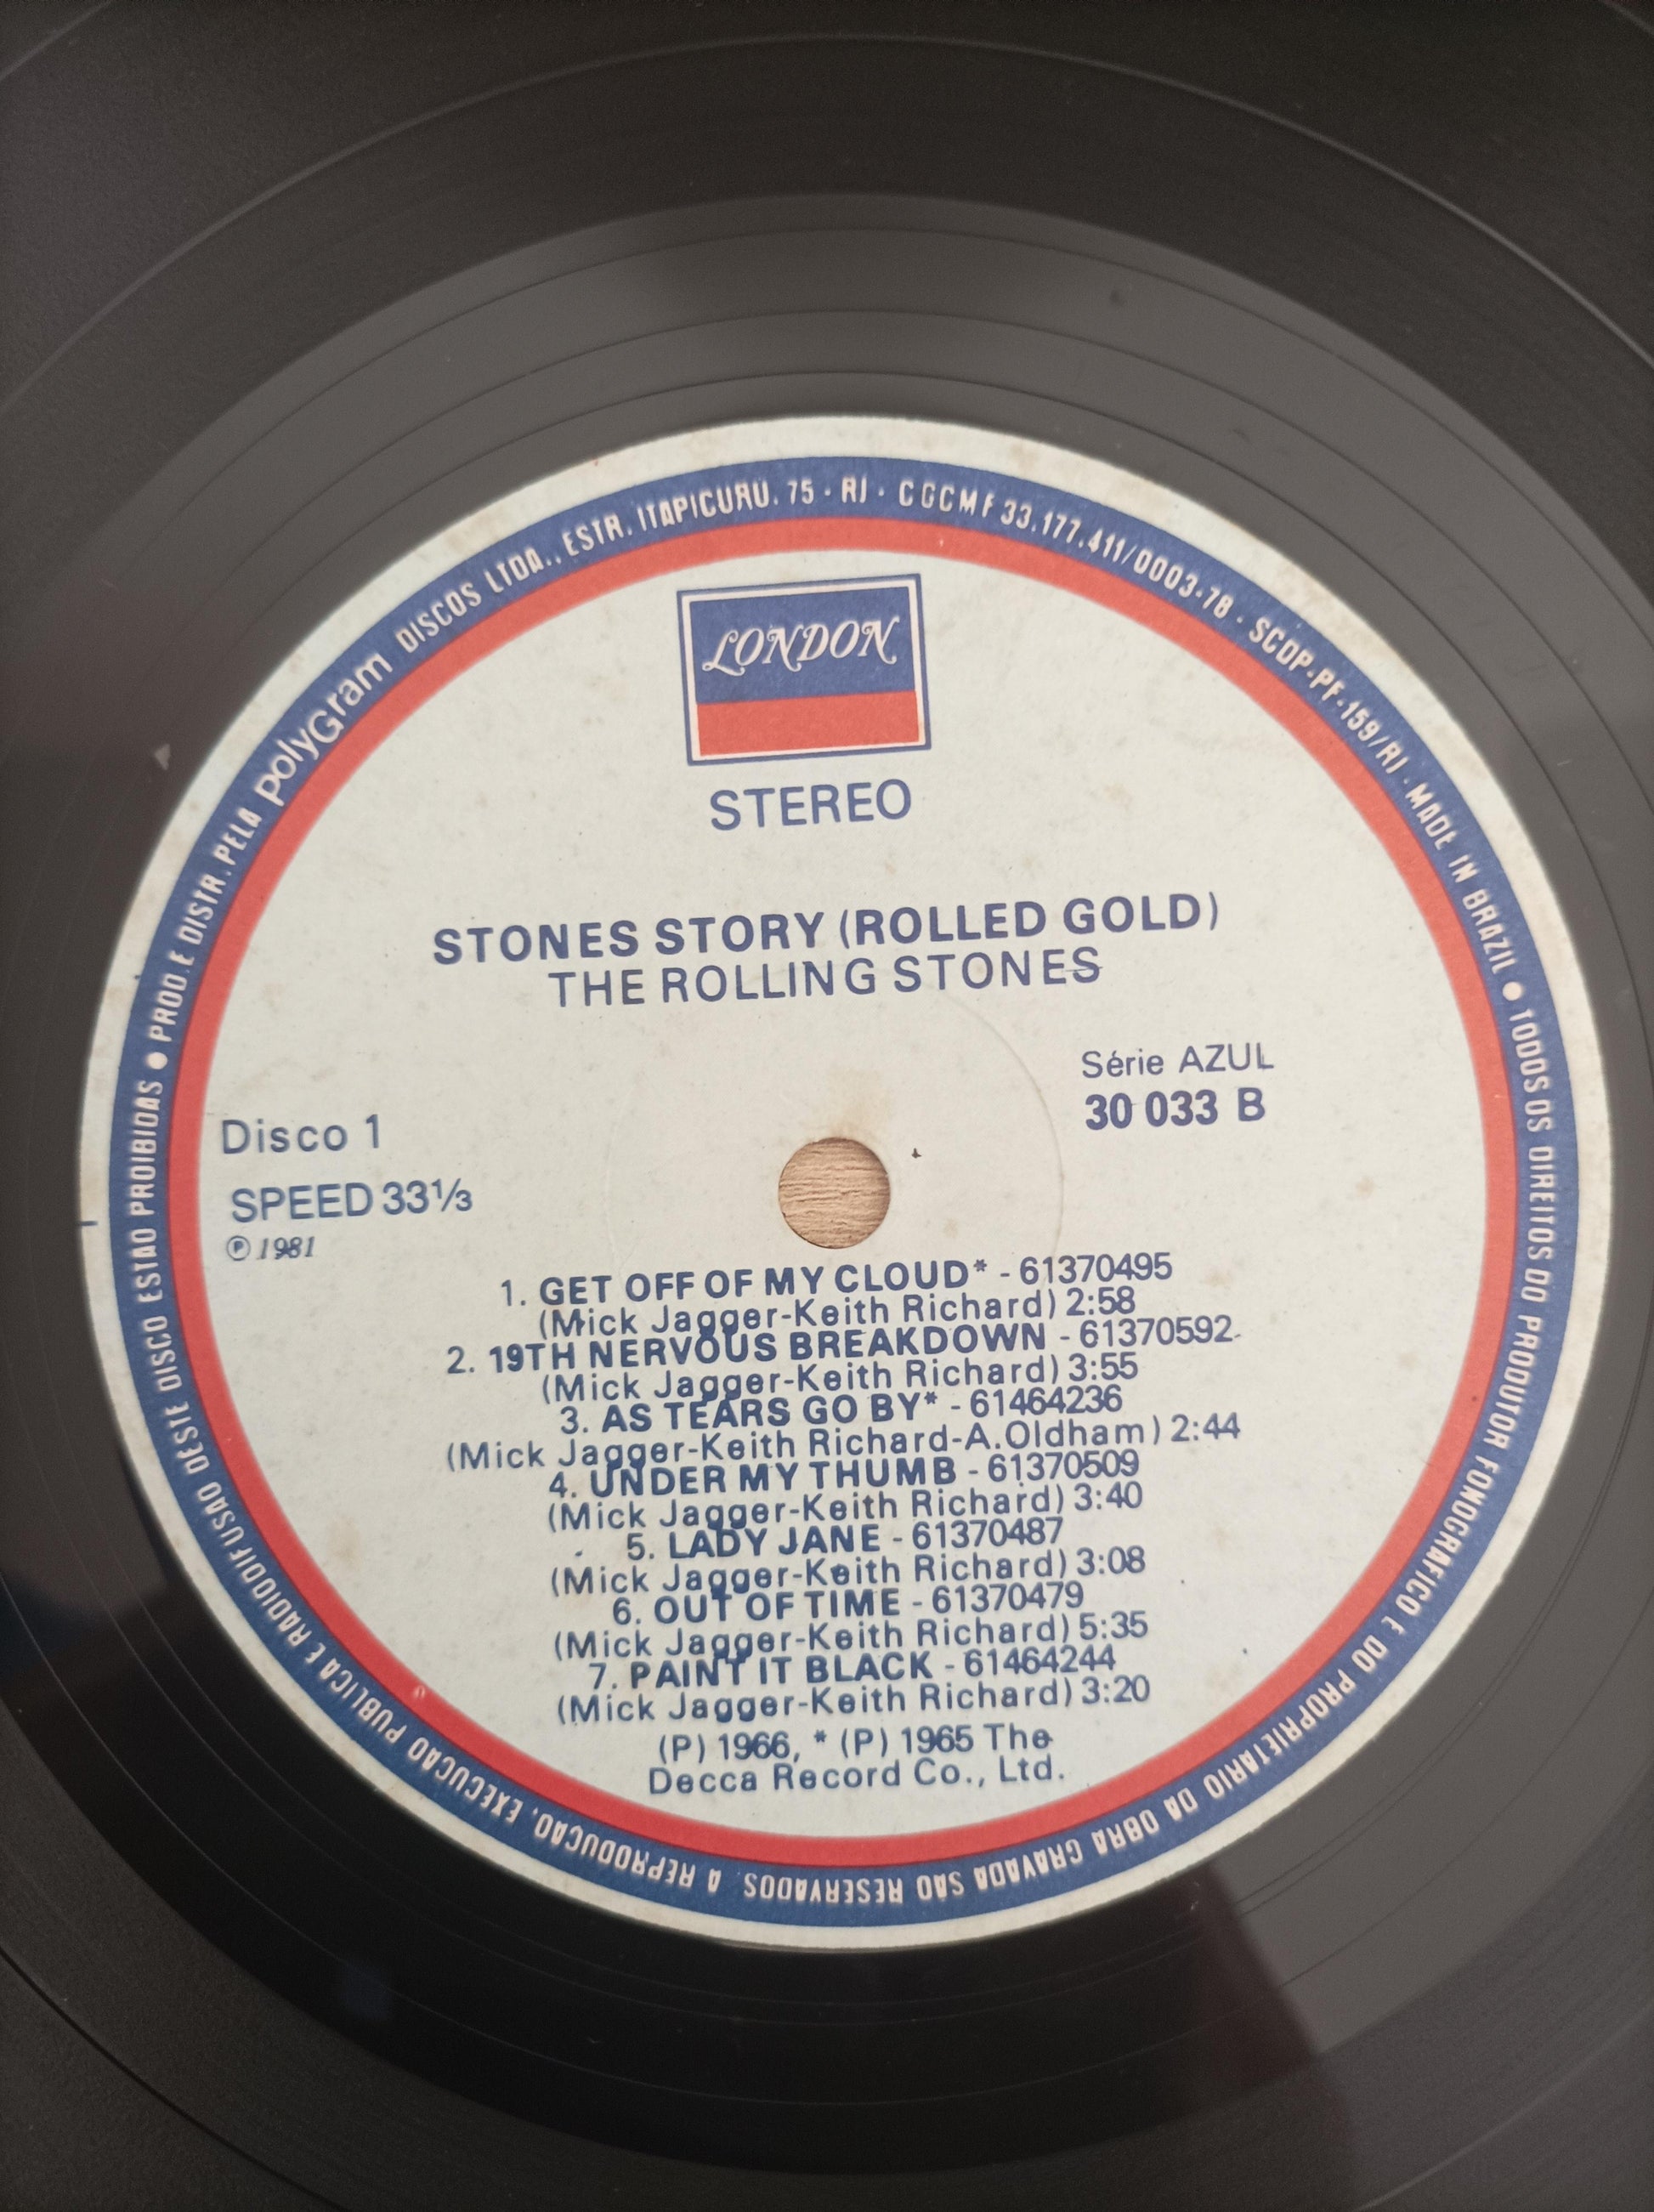 PROD. E DISTR. PELA polyGram DISCOS LTDA., ESTR. ITAPICURU, 75 - RJ - CGCMF 33.177.411/0003-78 - SCDP-PF-159/RJ - MADE IN BRAZIL ● TODOS OS DIREITOS DO PRODUTOR FONOGRAFICO E DO PROPRIETARIO DA OBRA GRAVADA SAO RESERVADOS. A REPRODUÇAO, EXECUÇAO PUBLICA E RADIODIFUSAO DESTE DISCO ESTAO PROIBIDAS ●
LONDON
STEREO
STONES STORY (ROLLED GOLD)
THE ROLLING STONES
Série AZUL
30 033 B
Disco 1
SPEED 33⅓
℗ 1981
1. GET OFF OF MY CLOUD* - 61370495
(Mick Jagger-Keith Richard) 2:58
2. 19TH NERVOUS BREAKDOWN - 61370592
(Mick Jagger-Keith Richard) 3:55
3. AS TEARS GO BY* - 61464236
(Mick Jagger-Keith Richard-A.Oldham) 2:44
4. UNDER MY THUMB - 61370509
(Mick Jagger-Keith Richard) 3:40
5. LADY JANE - 61370487
(Mick Jagger-Keith Richard) 3:08
6. OUT OF TIME - 61370479
(Mick Jagger-Keith Richard) 5:35
7. PAINT IT BLACK - 61464244
(Mick Jagger-Keith Richard) 3:20
(P) 1966, * (P) 1965 The
Decca Record Co., Ltd.